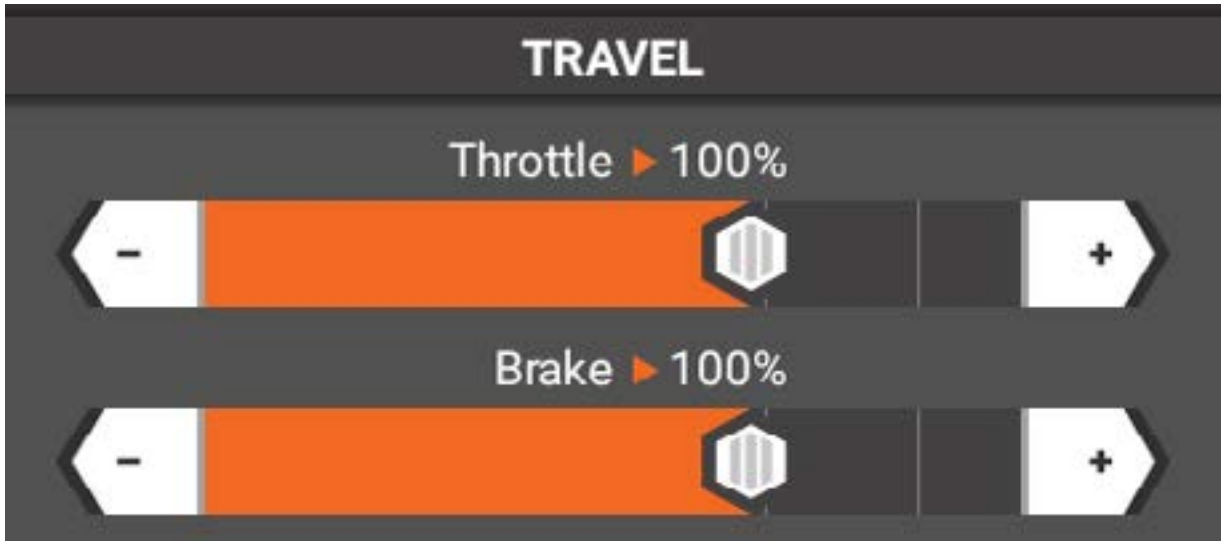 TRAVEL
Throttle ▶ 100%
- +
Brake ▶ 100%
- +